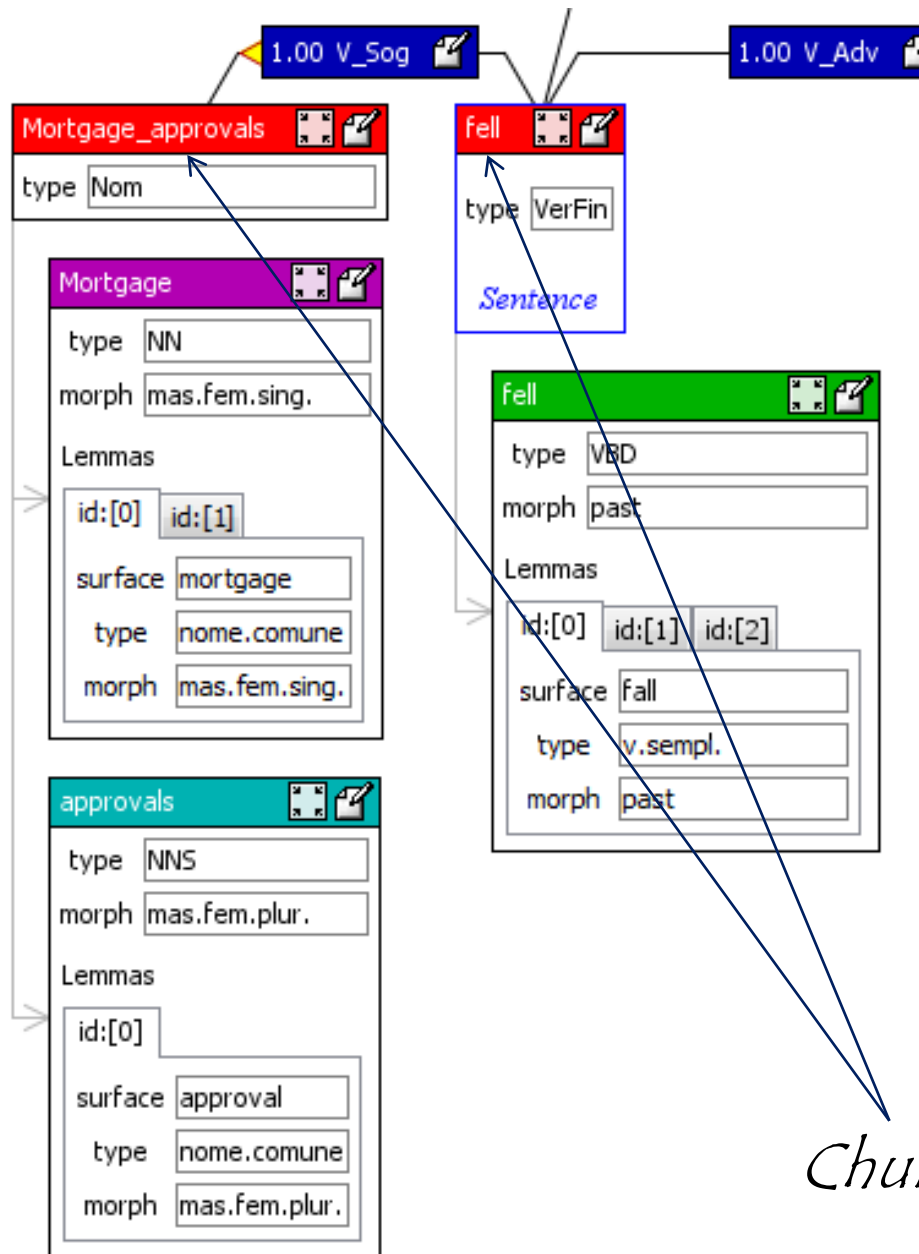 1.00 V_Sog
1.00 V_Adv
Mortgage_approvals
type Nom
fell
type VerFin
Sentence
Mortgage
type NN
morph mas.fem.sing.
Lemmas
id:[0] id:[1]
surface mortgage
type nome.comune
morph mas.fem.sing.
fell
type VBD
morph past
Lemmas
id:[0] id:[1] id:[2]
surface fall
type v.sempl.
morph past
approvals
type NNS
morph mas.fem.plur.
Lemmas
id:[0]
surface approval
type nome.comune
morph mas.fem.plur.